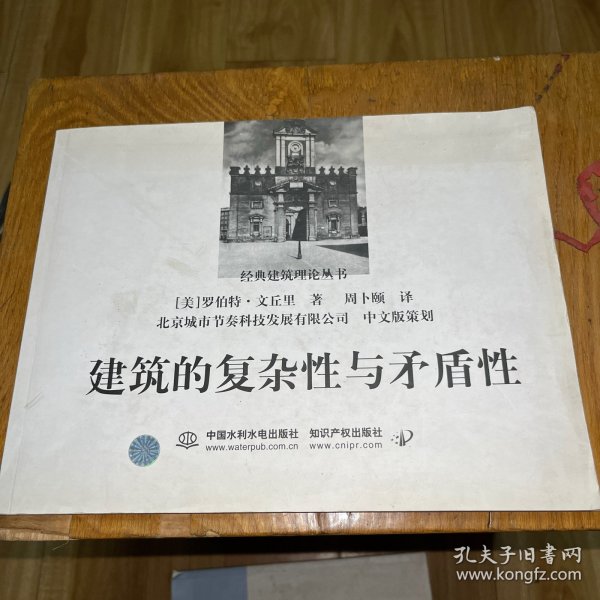 经典建筑理论丛书
[美]罗伯特·文丘里 著 周卜颐 译
北京城市节奏科技发展有限公司 中文版策划
建筑的复杂性与矛盾性
中国水利水电出版社 知识产权出版社
www.waterpub.com.cn www.cnipr.com
孔夫子旧书网
www.kongfz.com